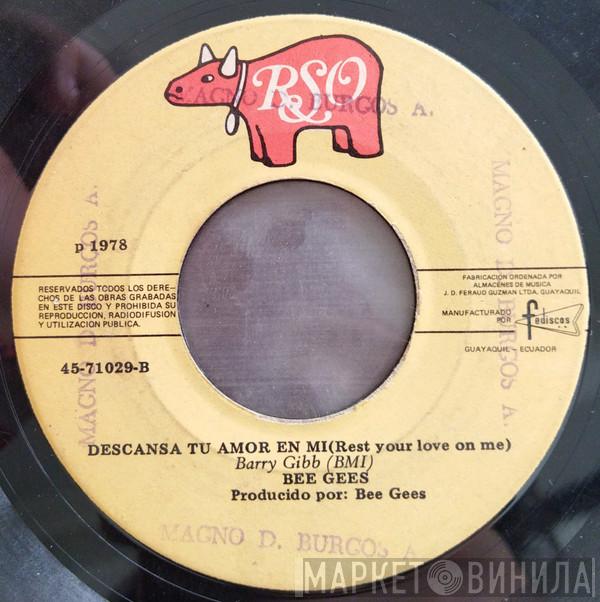 RSO
MAGNO D. BURGOS A.
MAGNO D. BURGOS A.
MAGNO D. BURGOS A.
p 1978
RESERVADOS TODOS LOS DERE-
CHOS DE LAS OBRAS GRABADAS
EN ESTE DISCO Y PROHIBIDA SU
REPRODUCCION, RADIODIFUSION
Y UTILIZACION PUBLICA.
FABRICACIÓN ORDENADA POR
ALMACENES DE MUSICA
J. D. FERAUD GUZMAN LTDA. GUAYAQUIL
MANUFACTURADO
POR
fediscos
GUAYAQUIL - ECUADOR
45-71029-B
DESCANSA TU AMOR EN MI(Rest your love on me)
Barry Gibb (BMI)
BEE GEES
Producido por: Bee Gees
MAGNO D. BURGOS A.
МАРКЕТ ВИНИЛА